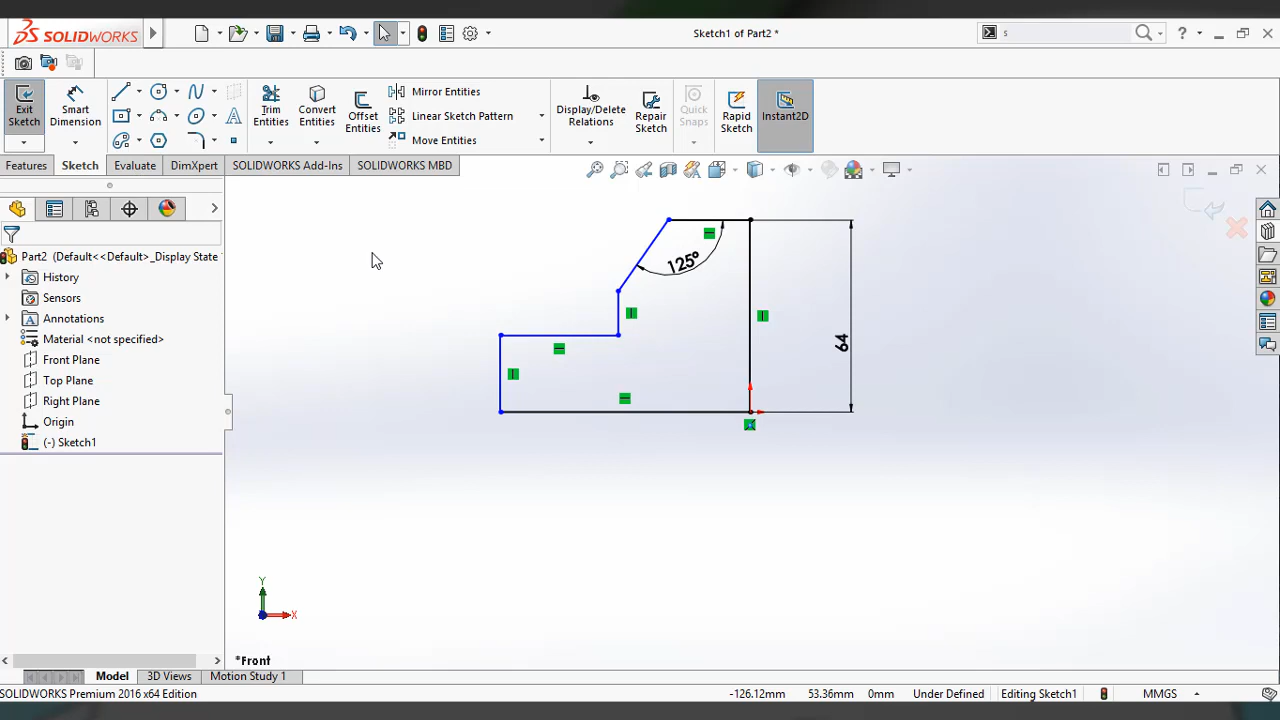 SOLIDWORKS
Sketch1 of Part2 *
s
?
Exit Sketch
Smart Dimension
Trim Entities
Convert Entities
Offset Entities
Mirror Entities
Linear Sketch Pattern
Move Entities
Display/Delete Relations
Repair Sketch
Quick Snaps
Rapid Sketch
Instant2D
Features
Sketch
Evaluate
DimXpert
SOLIDWORKS Add-Ins
SOLIDWORKS MBD
Part2 (Default<<Default>_Display State
History
Sensors
Annotations
Material <not specified>
Front Plane
Top Plane
Right Plane
Origin
(-) Sketch1
125°
64
Y
X
*Front
Model
3D Views
Motion Study 1
SOLIDWORKS Premium 2016 x64 Edition
-126.12mm
53.36mm
0mm
Under Defined
Editing Sketch1
MMGS